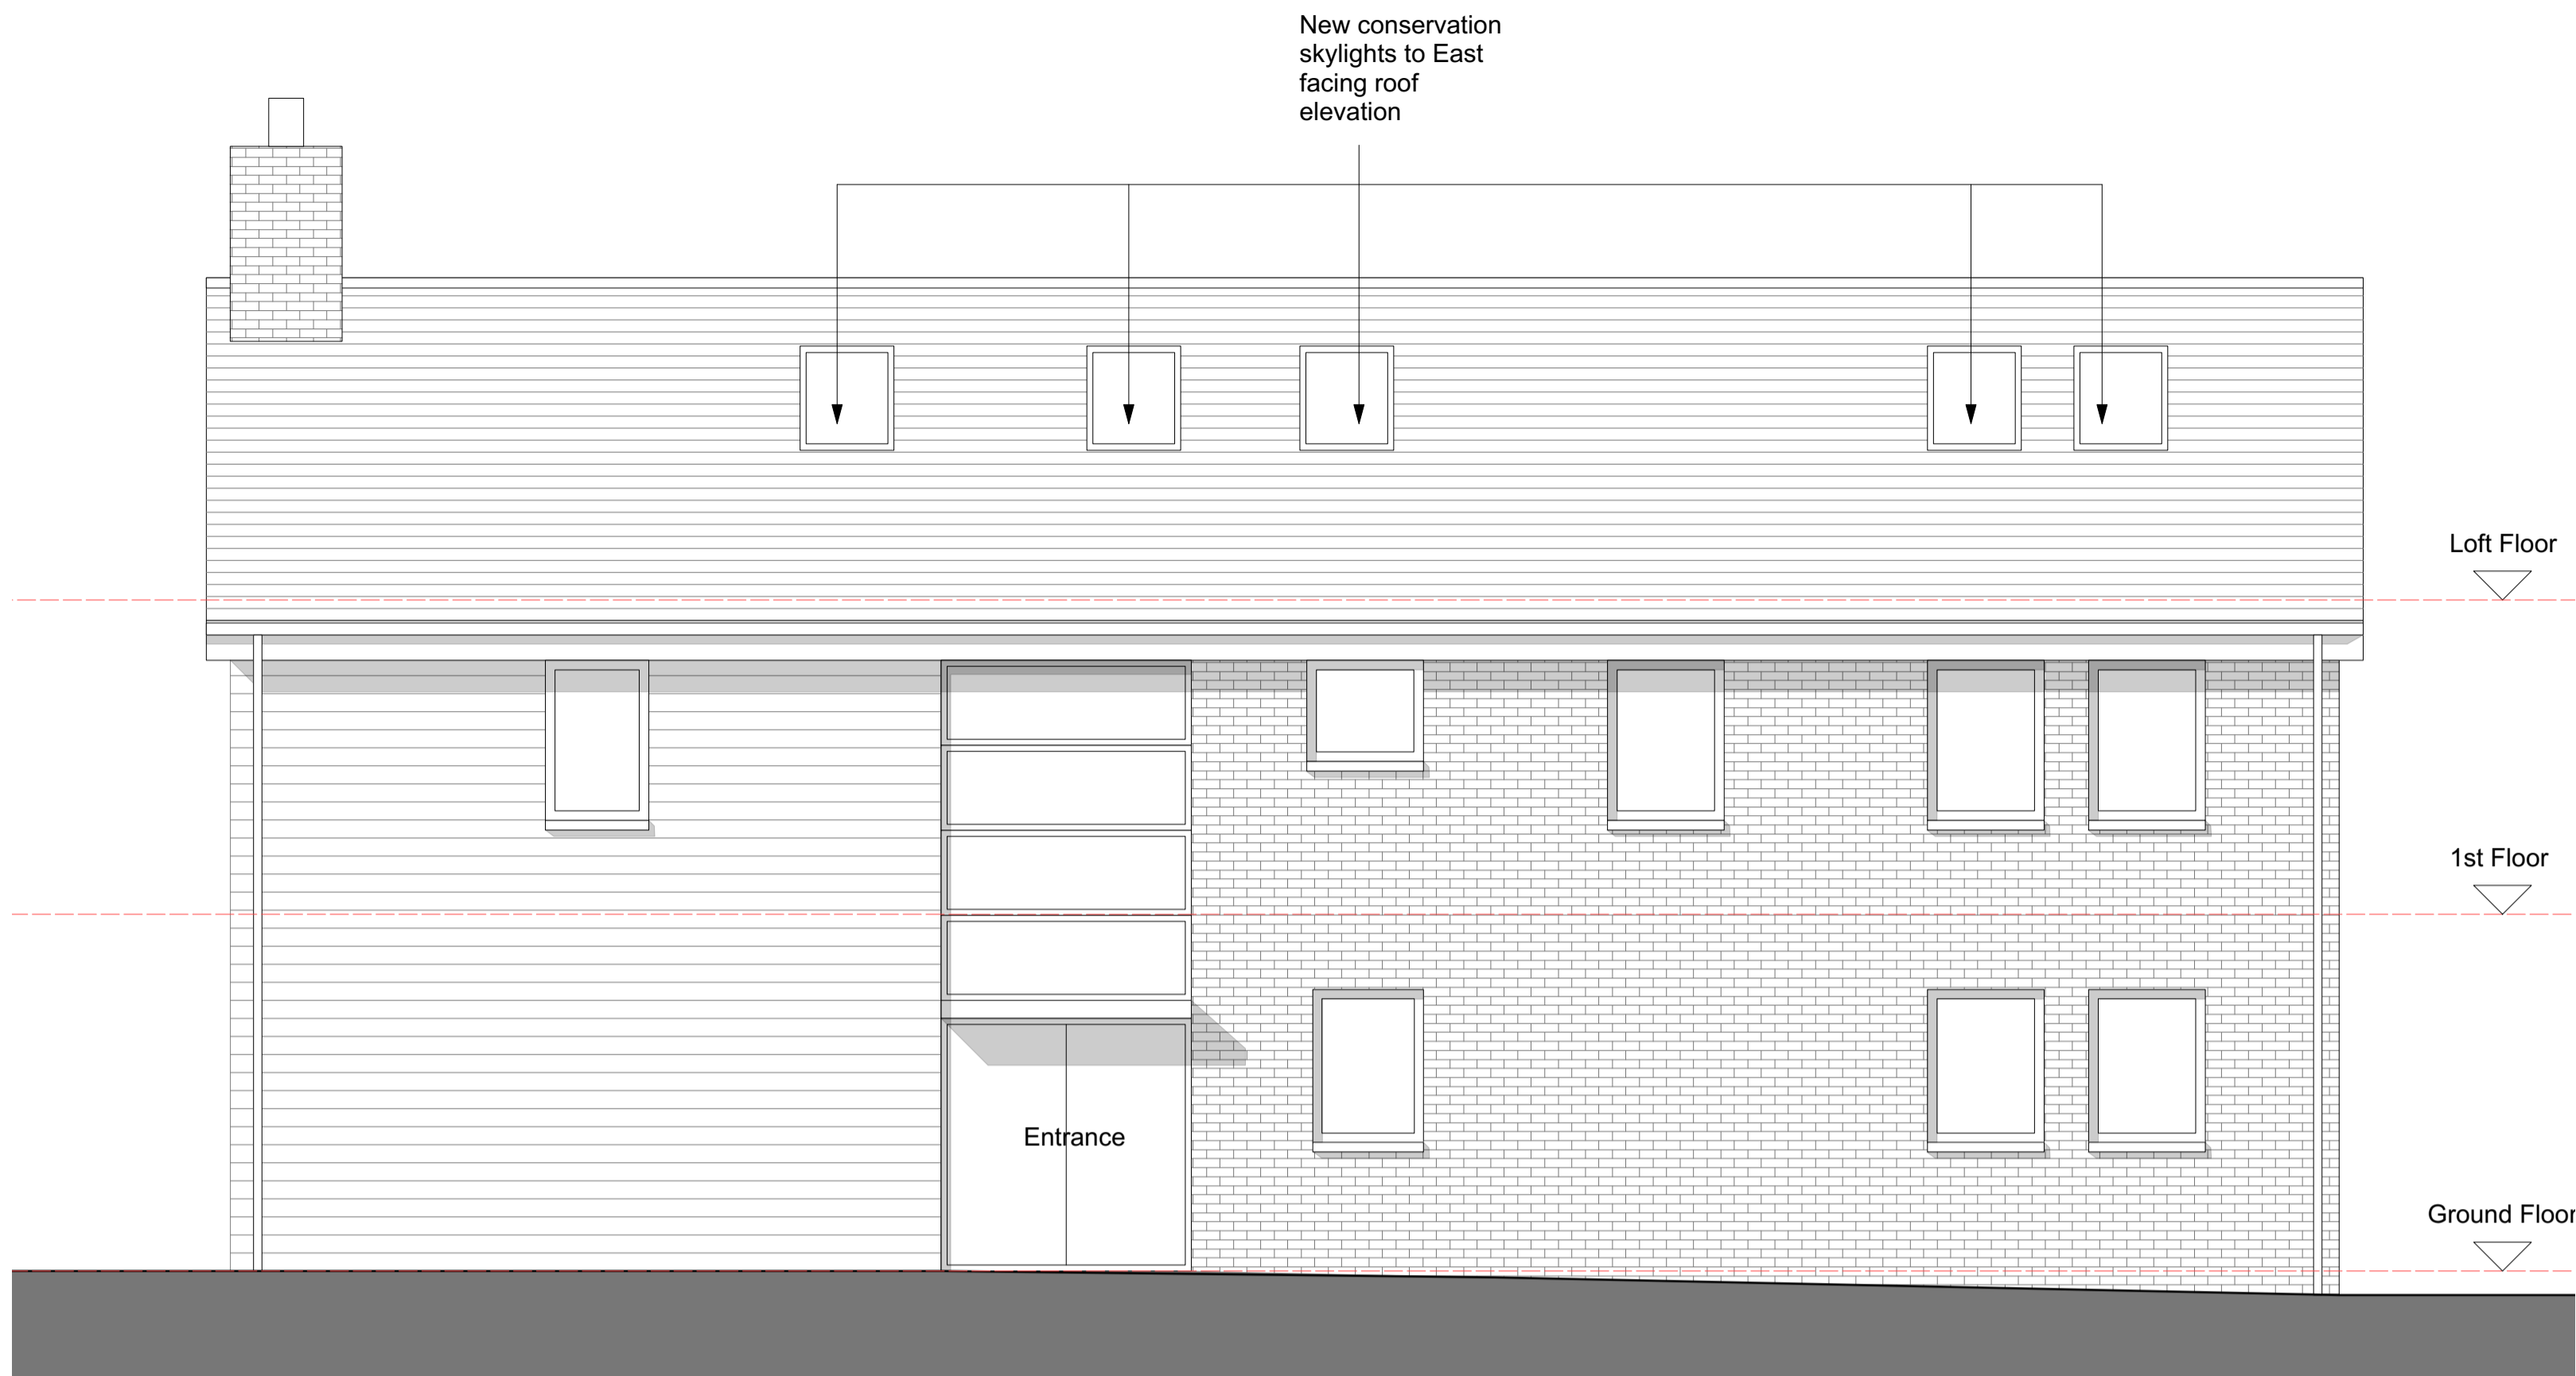 New conservation
skylights to East
facing roof
elevation
Loft Floor
1st Floor
Entrance
Ground Floor